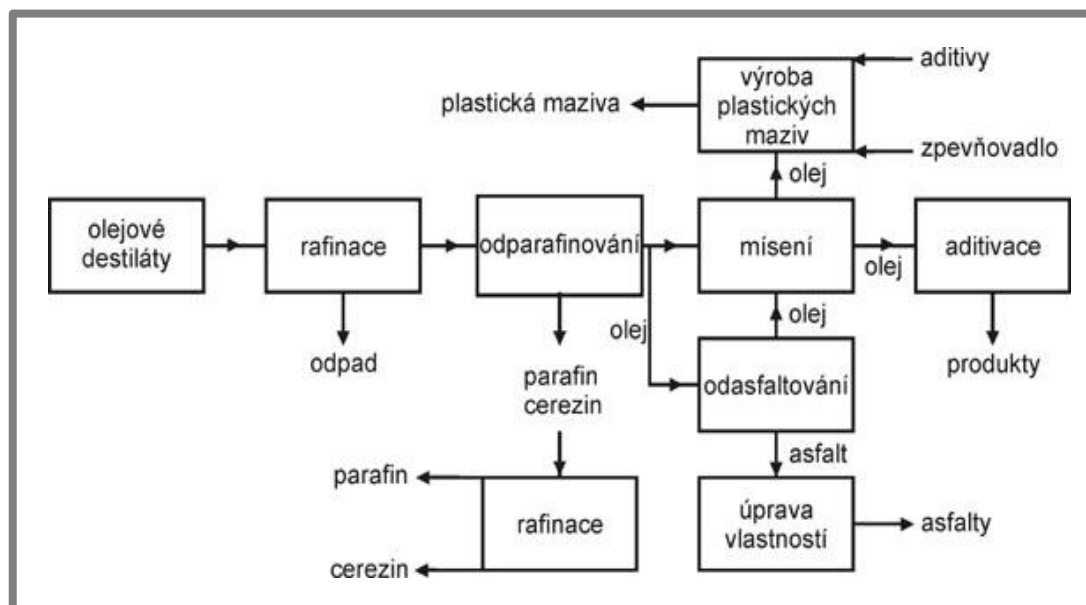 aditivy
výroba
plastických
maziv
plastická maziva
zpevňovadlo
olej
olejové
destiláty
rafinace
odparafinování
mísení
olej
aditivace
olej
olej
odpad
parafin
cerezin
odasfaltování
produkty
asfalt
parafin
rafinace
cerezin
úprava
vlastností
asfalty